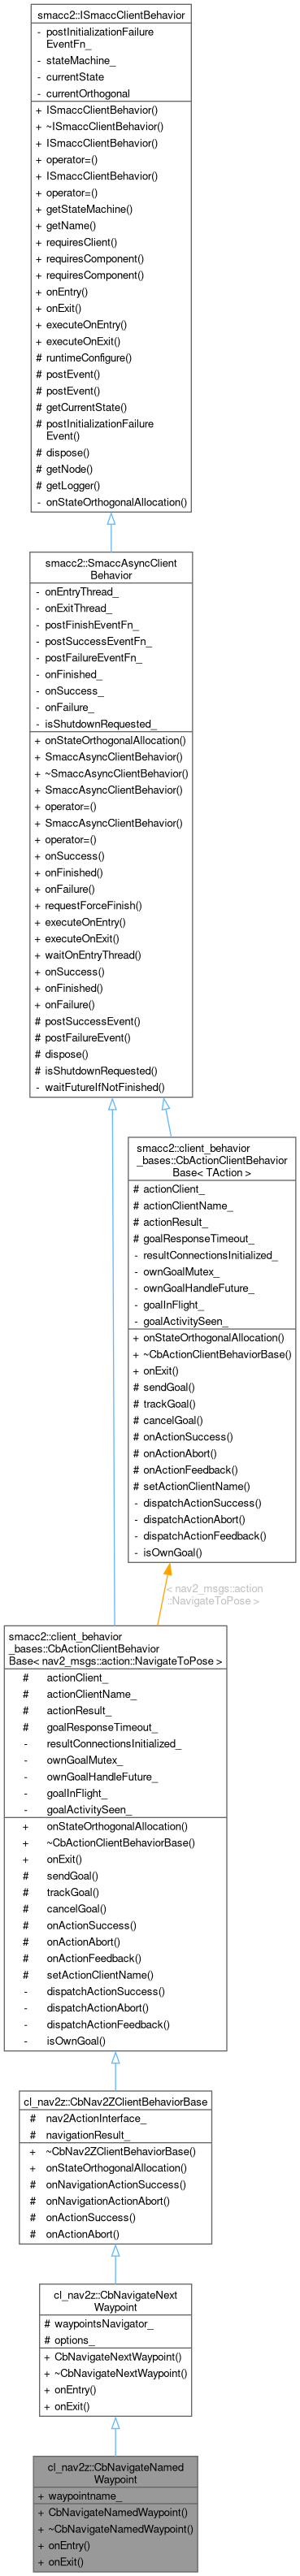 smacc2::ISmaccClientBehavior
- postInitializationFailure
EventFn_
- stateMachine_
- currentState
- currentOrthogonal
+ ISmaccClientBehavior()
+ ~ISmaccClientBehavior()
+ ISmaccClientBehavior()
+ operator=()
+ ISmaccClientBehavior()
+ operator=()
+ getStateMachine()
+ getName()
+ requiresClient()
+ requiresComponent()
+ requiresComponent()
+ onEntry()
+ onExit()
+ executeOnEntry()
+ executeOnExit()
# runtimeConfigure()
# postEvent()
# postEvent()
# getCurrentState()
# postInitializationFailure
Event()
# dispose()
# getNode()
# getLogger()
- onStateOrthogonalAllocation()
smacc2::SmaccAsyncClient
Behavior
- onEntryThread_
- onExitThread_
- postFinishEventFn_
- postSuccessEventFn_
- postFailureEventFn_
- onFinished_
- onSuccess_
- onFailure_
- isShutdownRequested_
+ onStateOrthogonalAllocation()
+ SmaccAsyncClientBehavior()
+ ~SmaccAsyncClientBehavior()
+ SmaccAsyncClientBehavior()
+ operator=()
+ SmaccAsyncClientBehavior()
+ operator=()
+ onSuccess()
+ onFinished()
+ onFailure()
+ requestForceFinish()
+ executeOnEntry()
+ executeOnExit()
+ waitOnEntryThread()
+ onSuccess()
+ onFinished()
+ onFailure()
# postSuccessEvent()
# postFailureEvent()
# dispose()
# isShutdownRequested()
- waitFutureIfNotFinished()
smacc2::client_behavior
_bases::CbActionClientBehavior
Base< TAction >
# actionClient_
# actionClientName_
# actionResult_
# goalResponseTimeout_
- resultConnectionsInitialized_
- ownGoalMutex_
- ownGoalHandleFuture_
- goalInFlight_
- goalActivitySeen_
+ onStateOrthogonalAllocation()
+ ~CbActionClientBehaviorBase()
+ onExit()
# sendGoal()
# trackGoal()
# cancelGoal()
# onActionSuccess()
# onActionAbort()
# onActionFeedback()
# setActionClientName()
- dispatchActionSuccess()
- dispatchActionAbort()
- dispatchActionFeedback()
- isOwnGoal()
< nav2_msgs::action
::NavigateToPose >
smacc2::client_behavior
_bases::CbActionClientBehavior
Base< nav2_msgs::action::NavigateToPose >
# actionClient_
# actionClientName_
# actionResult_
# goalResponseTimeout_
- resultConnectionsInitialized_
- ownGoalMutex_
- ownGoalHandleFuture_
- goalInFlight_
- goalActivitySeen_
+ onStateOrthogonalAllocation()
+ ~CbActionClientBehaviorBase()
+ onExit()
# sendGoal()
# trackGoal()
# cancelGoal()
# onActionSuccess()
# onActionAbort()
# onActionFeedback()
# setActionClientName()
- dispatchActionSuccess()
- dispatchActionAbort()
- dispatchActionFeedback()
- isOwnGoal()
cl_nav2z::CbNav2ZClientBehaviorBase
# nav2ActionInterface_
# navigationResult_
+ ~CbNav2ZClientBehaviorBase()
+ onStateOrthogonalAllocation()
# onNavigationActionSuccess()
# onNavigationActionAbort()
# onActionSuccess()
# onActionAbort()
cl_nav2z::CbNavigateNext
Waypoint
# waypointsNavigator_
# options_
+ CbNavigateNextWaypoint()
+ ~CbNavigateNextWaypoint()
+ onEntry()
+ onExit()
cl_nav2z::CbNavigateNamed
Waypoint
+ waypointname_
+ CbNavigateNamedWaypoint()
+ ~CbNavigateNamedWaypoint()
+ onEntry()
+ onExit()